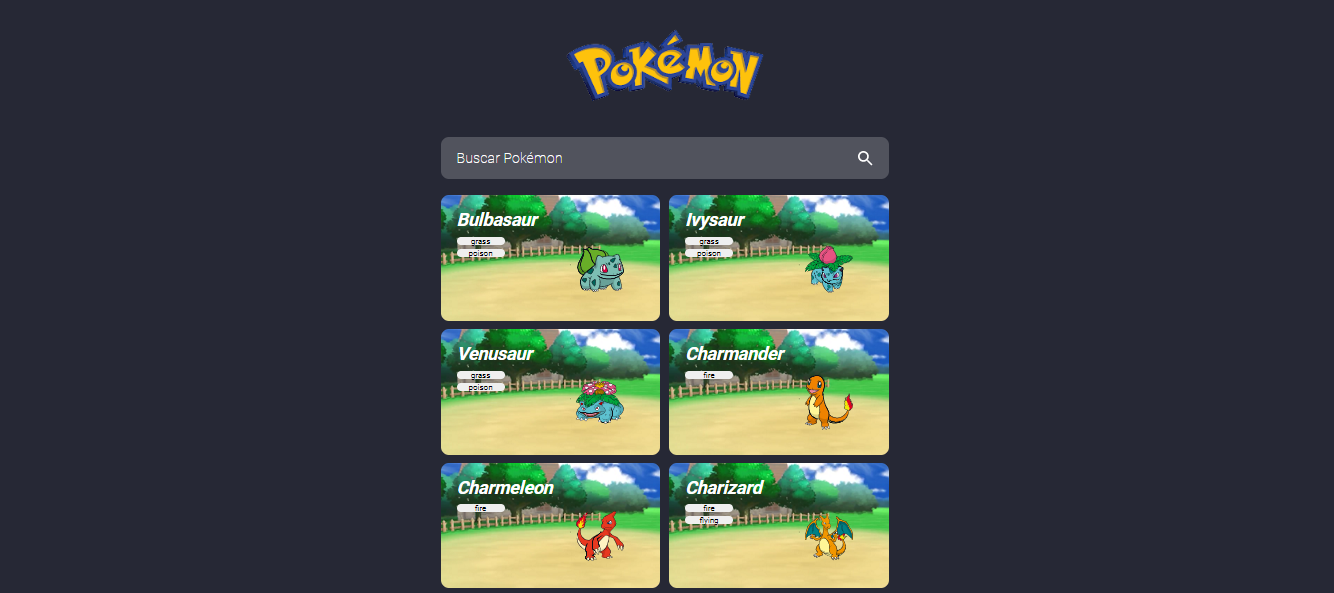 POKéMON
Buscar Pokémon
Bulbasaur
grass
poison
Ivysaur
grass
poison
Venusaur
grass
poison
Charmander
fire
Charmeleon
fire
Charizard
fire
flying